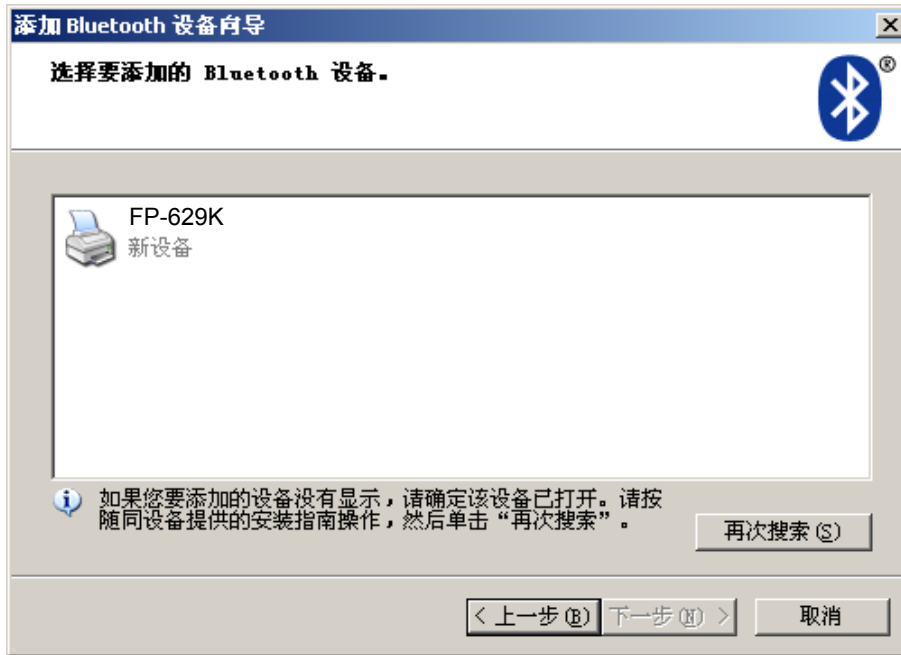 添加 Bluetooth 设备向导
选择要添加的 Bluetooth 设备。
®
FP-629K
新设备
如果您要添加的设备没有显示，请确定该设备已打开。请按
随同设备提供的安装指南操作，然后单击“再次搜索”。
再次搜索(S)
< 上一步(B)
下一步(N) >
取消